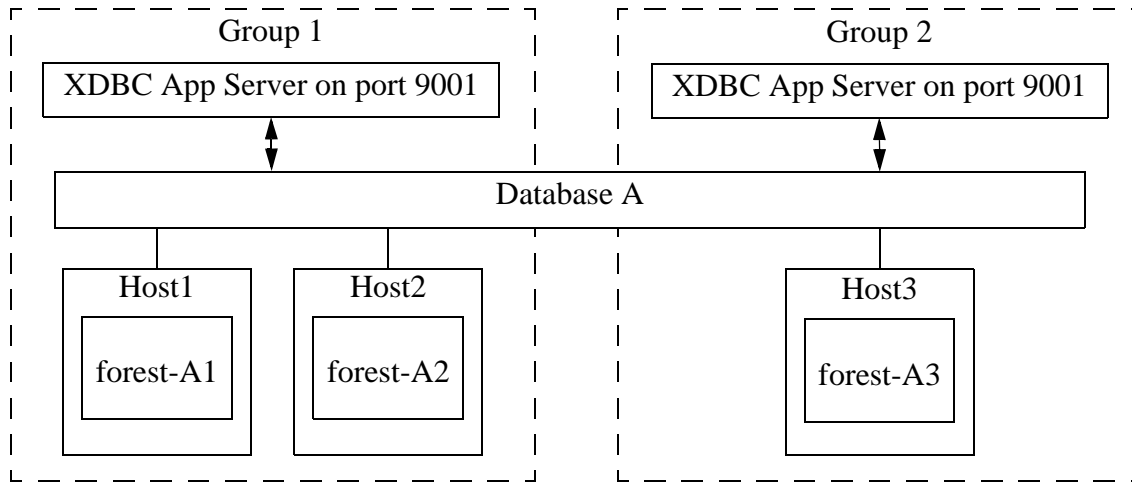 Group 1
Group 2
XDBC App Server on port 9001
XDBC App Server on port 9001
Database A
Host1
Host2
Host3
forest-A1
forest-A2
forest-A3